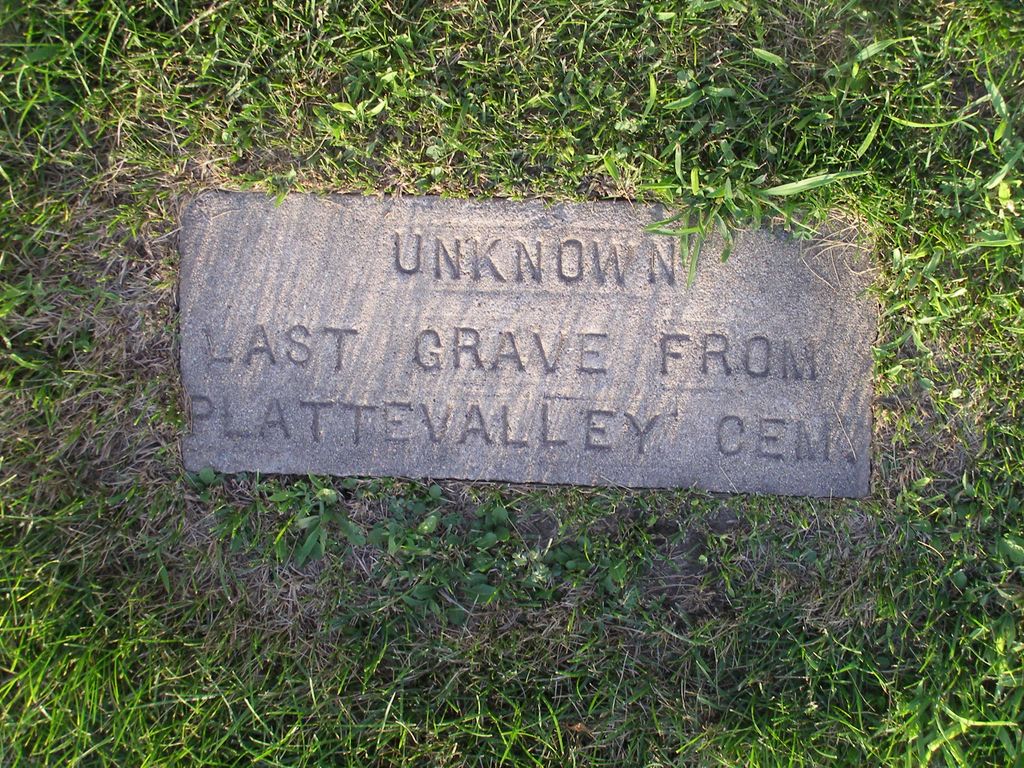 UNKNOWN
LAST GRAVE FROM
PLATTEVALLEY CEM.